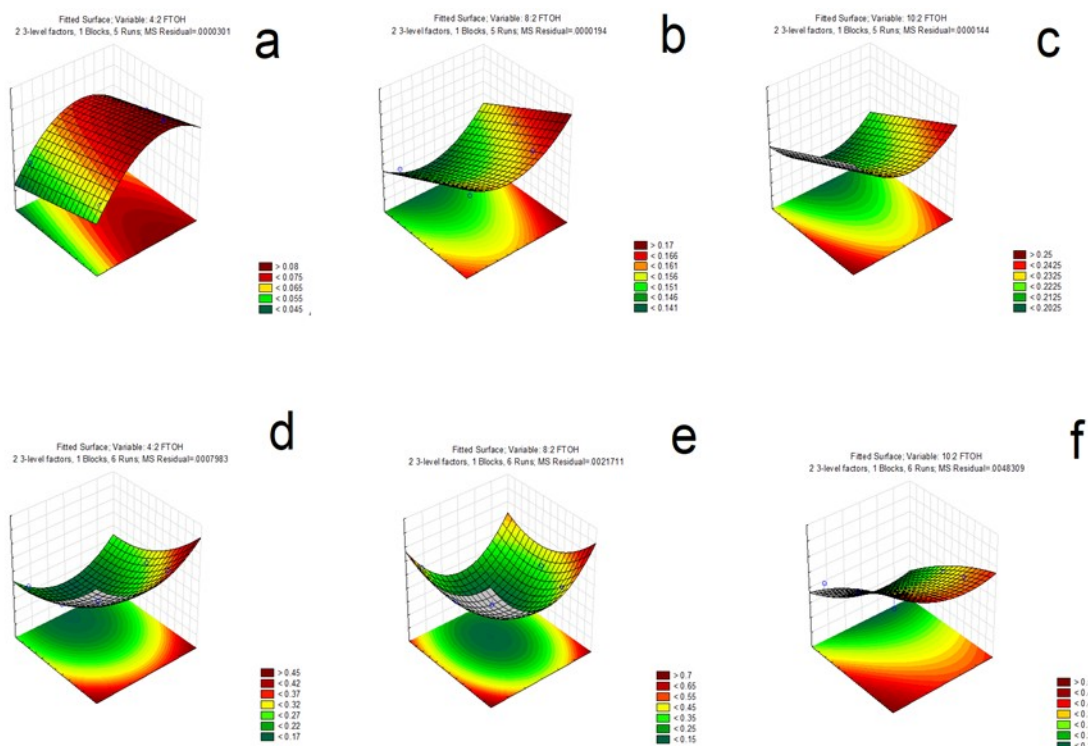 Fitted Surface; Variable: 4:2 FTOH
2 3-level factors, 1 Blocks, 5 Runs; MS Residual=.0000301
a
> 0.08
< 0.075
< 0.065
< 0.055
< 0.045
Fitted Surface; Variable: 8:2 FTOH
2 3-level factors, 1 Blocks, 5 Runs; MS Residual=.0000194
b
> 0.17
< 0.166
< 0.161
< 0.156
< 0.151
< 0.146
< 0.141
Fitted Surface; Variable: 10:2 FTOH
2 3-level factors, 1 Blocks, 5 Runs; MS Residual=.0000144
c
> 0.25
< 0.2425
< 0.2325
< 0.2225
< 0.2125
< 0.2025
Fitted Surface; Variable: 4:2 FTOH
2 3-level factors, 1 Blocks, 6 Runs; MS Residual=.0007983
d
> 0.45
< 0.42
< 0.37
< 0.32
< 0.27
< 0.22
< 0.17
Fitted Surface; Variable: 8:2 FTOH
2 3-level factors, 1 Blocks, 6 Runs; MS Residual=.0021711
e
> 0.7
< 0.65
< 0.55
< 0.45
< 0.35
< 0.25
< 0.15
Fitted Surface; Variable: 10:2 FTOH
2 3-level factors, 1 Blocks, 6 Runs; MS Residual=.0048309
f